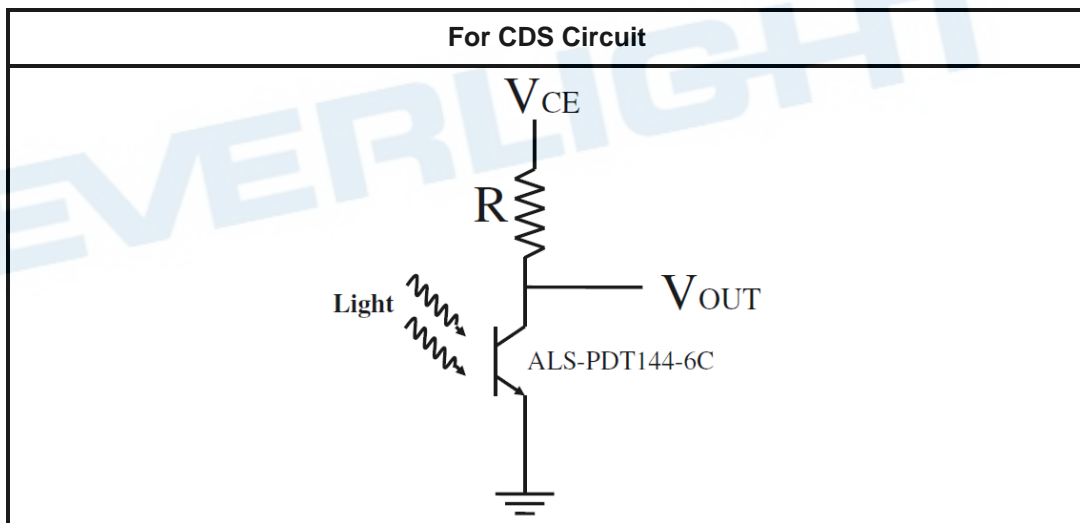 For CDS Circuit
EVERLIGHT
VCE
R
VOUT
Light
ALS-PDT144-6C